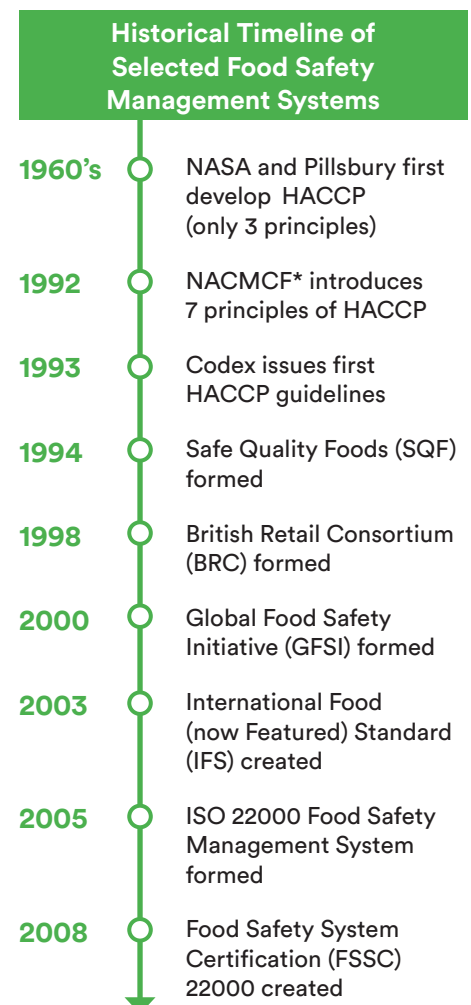 Historical Timeline of
Selected Food Safety
Management Systems
1960's
NASA and Pillsbury first
develop HACCP
(only 3 principles)
1992
NACMCF* introduces
7 principles of HACCP
1993
Codex issues first
HACCP guidelines
1994
Safe Quality Foods (SQF)
formed
1998
British Retail Consortium
(BRC) formed
2000
Global Food Safety
Initiative (GFSI) formed
2003
International Food
(now Featured) Standard
(IFS) created
2005
ISO 22000 Food Safety
Management System
formed
2008
Food Safety System
Certification (FSSC)
22000 created